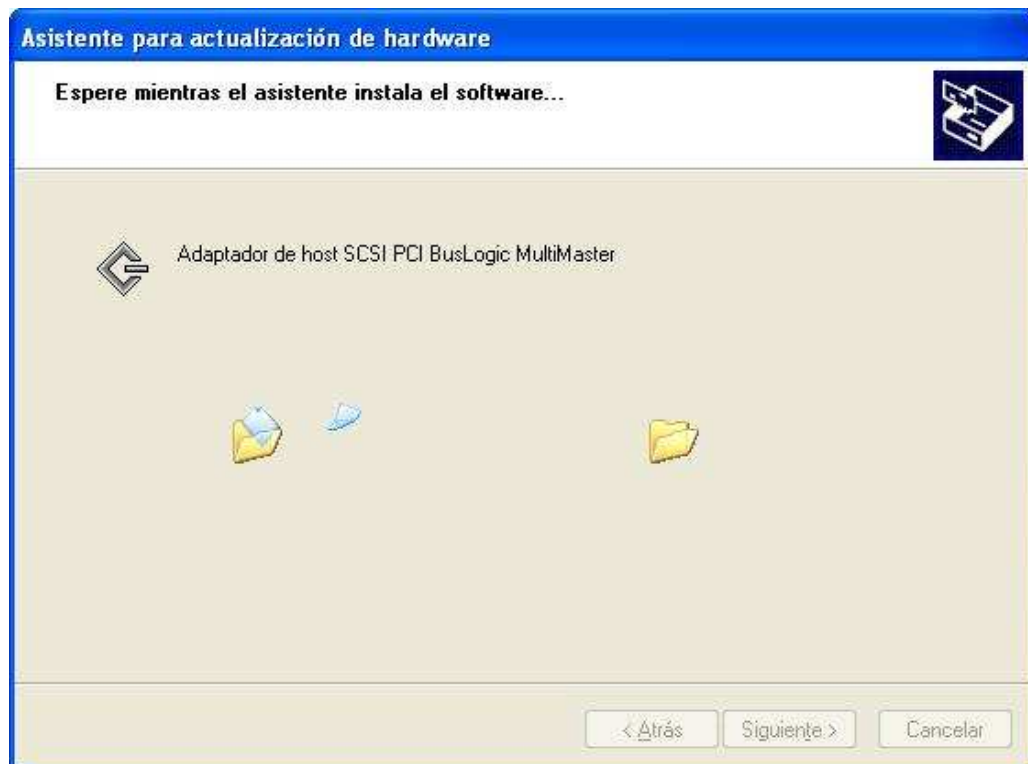 Asistente para actualización de hardware
Espere mientras el asistente instala el software...
Adaptador de host SCSI PCI BusLogic MultiMaster
< Atrás
Siguiente >
Cancelar